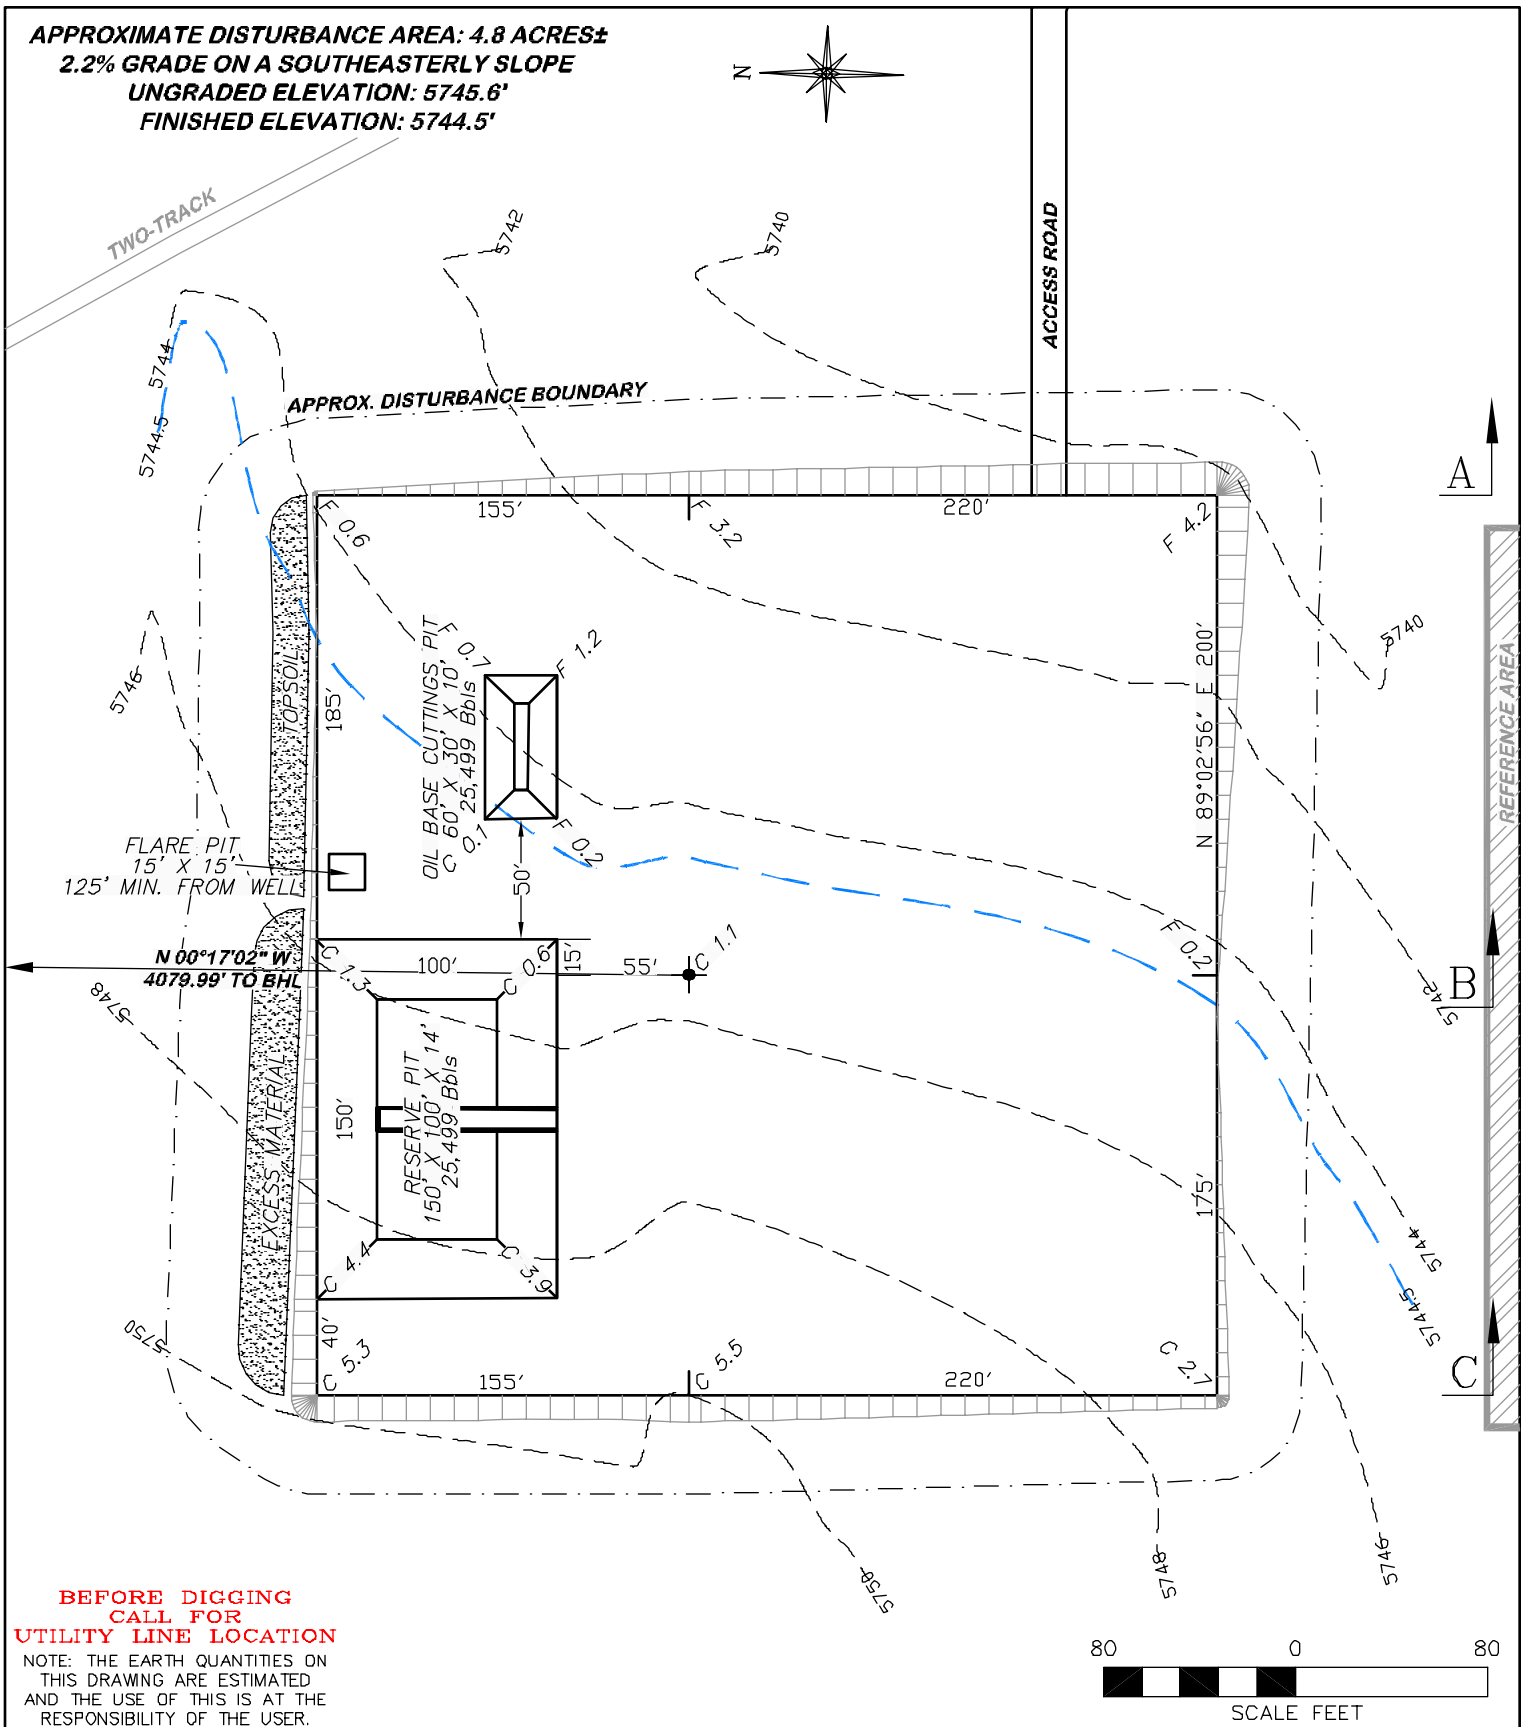 APPROXIMATE DISTURBANCE AREA: 4.8 ACRES±
2.2% GRADE ON A SOUTHEASTERLY SLOPE
UNGRADED ELEVATION: 5745.6'
FINISHED ELEVATION: 5744.5'
N
TWO-TRACK
5742
5740
ACCESS ROAD
5744
5744.5
APPROX. DISTURBANCE BOUNDARY
A
155'
220'
F 0.6
F 3.2
F 4.2
5746
TOPSOIL
185'
OIL BASE CUTTINGS PIT
60' X 30' X 10'
25,499 Bbls
F 0.7
F 1.2
C 0.1
F 0.2
50'
N 89°02'56" E
200'
5740
REFERENCE AREA
FLARE PIT
15' X 15'
125' MIN. FROM WELL
N 00°17'02" W
4079.99' TO BHL
C 1.3
100'
C 0.6
15'
55'
C 1.1
F 0.2
B
5742
5748
EXCESS MATERIAL
150'
RESERVE PIT
150' X 100' X 14'
25,499 Bbls
175'
C 4.4
C 3.9
5744
5744.5
5750
40'
C 5.3
155'
C 5.5
220'
C 2.7
C
5750
5748
5746
BEFORE DIGGING
CALL FOR
UTILITY LINE LOCATION
NOTE: THE EARTH QUANTITIES ON
THIS DRAWING ARE ESTIMATED
AND THE USE OF THIS IS AT THE
RESPONSIBILITY OF THE USER.
80 0 80
SCALE FEET